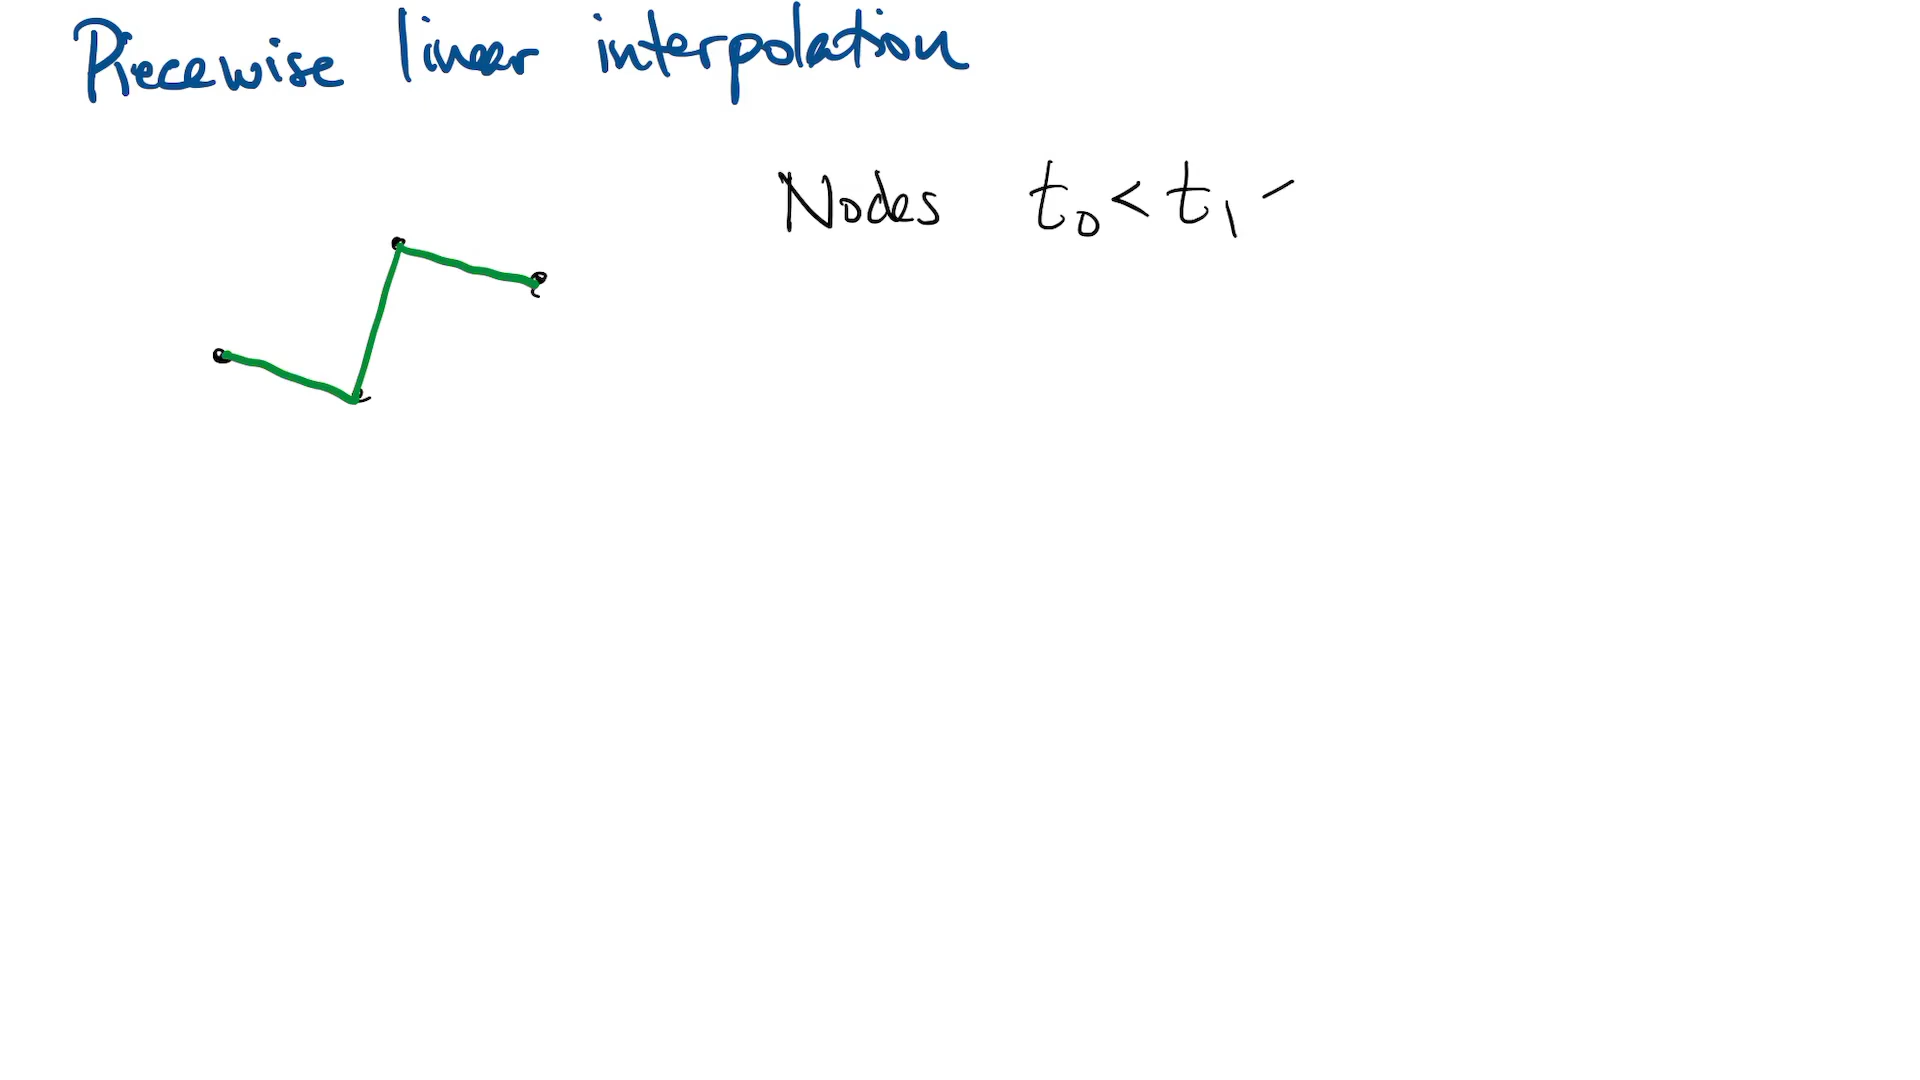 Piecewise linear interpolation
Nodes t₀ < t₁